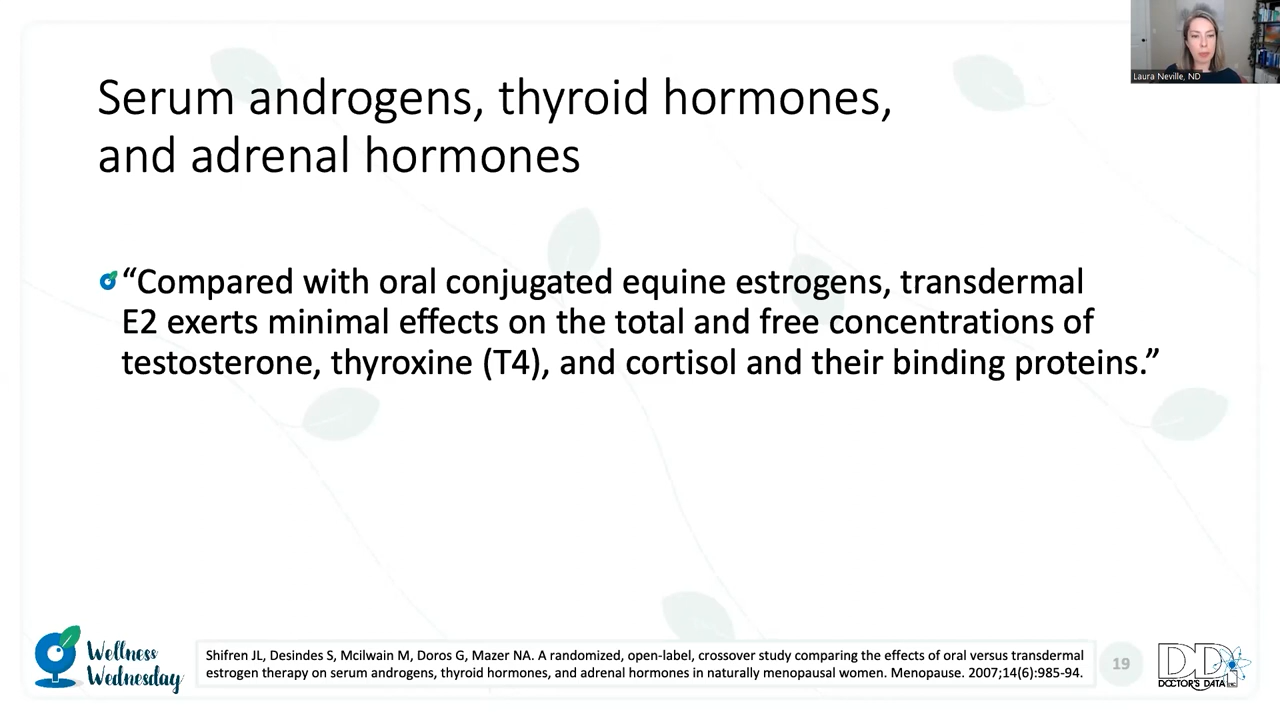 Laura Neville, ND
Serum androgens, thyroid hormones,
and adrenal hormones
“Compared with oral conjugated equine estrogens, transdermal
E2 exerts minimal effects on the total and free concentrations of
testosterone, thyroxine (T4), and cortisol and their binding proteins.”
Wellness
Wednesday
Shifren JL, Desindes S, Mcilwain M, Doros G, Mazer NA. A randomized, open-label, crossover study comparing the effects of oral versus transdermal
estrogen therapy on serum androgens, thyroid hormones, and adrenal hormones in naturally menopausal women. Menopause. 2007;14(6):985-94.
19
DDI
DOCTOR'S DATA